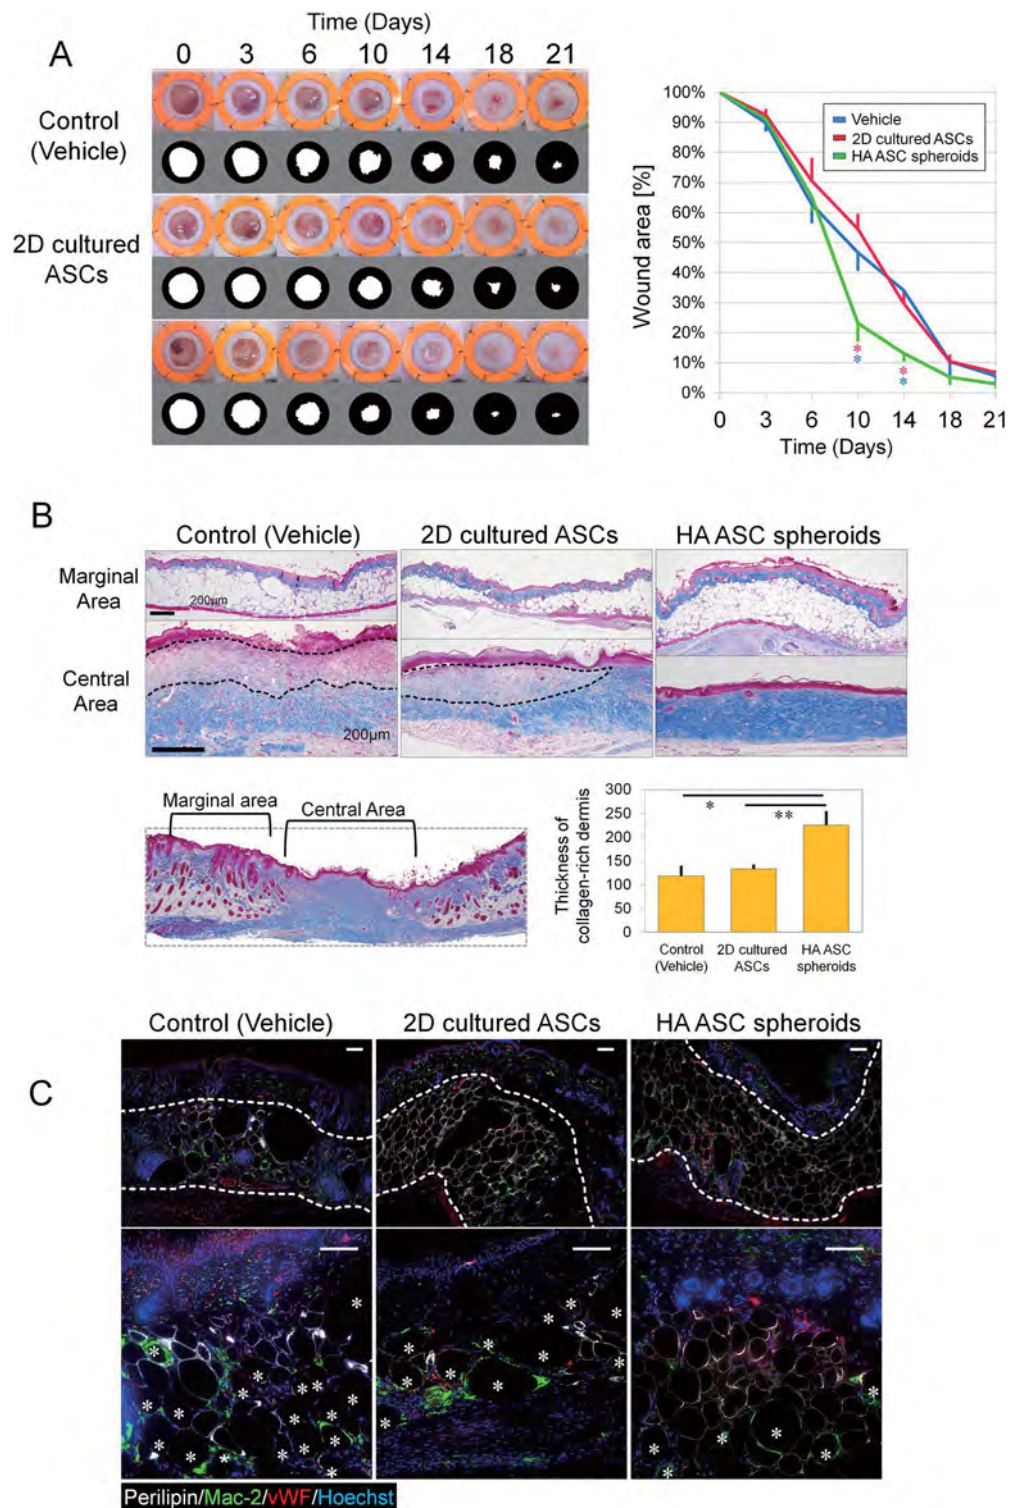 A
Time (Days)
0 3 6 10 14 18 21
Control
(Vehicle)
2D cultured
ASCs
Wound area [%]
100%
90%
80%
70%
60%
50%
40%
30%
20%
10%
0%
Vehicle
2D cultured ASCs
HA ASC spheroids
*
*
*
*
0 3 6 10 14 18 21
Time (Days)
B
Control (Vehicle) 2D cultured ASCs HA ASC spheroids
Marginal
Area
200μm
Central
Area
200μm
Marginal area
Central Area
Thickness of
collagen-rich dermis
300
250
200
150
100
50
0
*
**
Control
(Vehicle)
2D cultured
ASCs
HA ASC
spheroids
C
Control (Vehicle) 2D cultured ASCs HA ASC spheroids
Perilipin/Mac-2/vWF/Hoechst